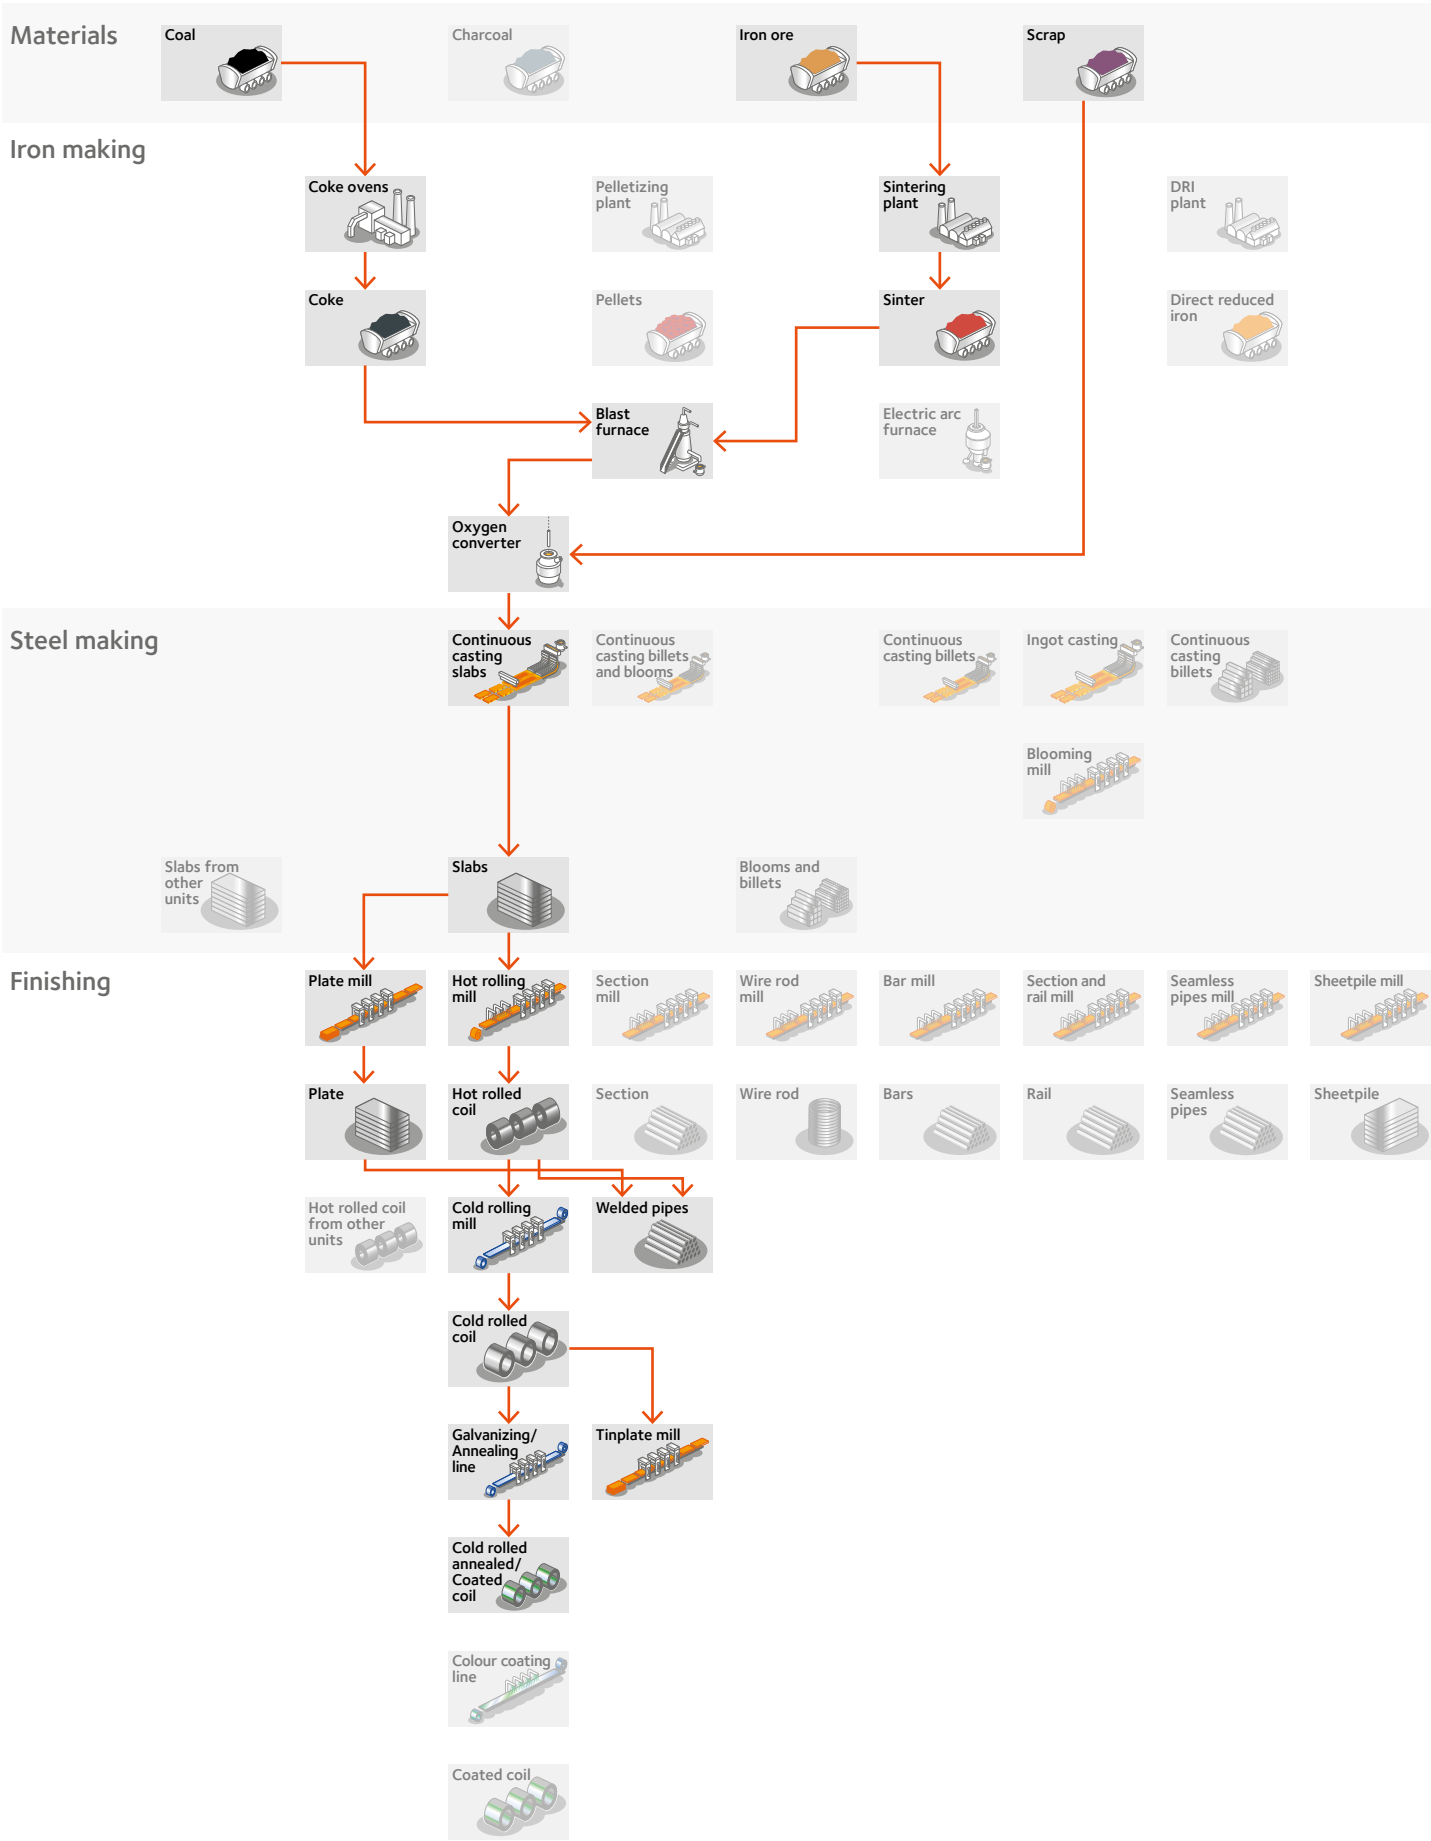 Materials
Coal
Charcoal
Iron ore
Scrap
Iron making
Coke ovens
Pelletizing
plant
Sintering
plant
DRI
plant
Coke
Pellets
Sinter
Direct reduced
iron
Blast
furnace
Electric arc
furnace
Oxygen
converter
Steel making
Continuous
casting
slabs
Continuous
casting billets
and blooms
Continuous
casting billets
Ingot casting
Continuous
casting
billets
Blooming
mill
Slabs from
other
units
Slabs
Blooms and
billets
Finishing
Plate mill
Hot rolling
mill
Section
mill
Wire rod
mill
Bar mill
Section and
rail mill
Seamless
pipes mill
Sheetpile mill
Plate
Hot rolled
coil
Section
Wire rod
Bars
Rail
Seamless
pipes
Sheetpile
Hot rolled coil
from other
units
Cold rolling
mill
Welded pipes
Cold rolled
coil
Galvanizing/
Annealing
line
Tinplate mill
Cold rolled
annealed/
Coated
coil
Colour coating
line
Coated coil